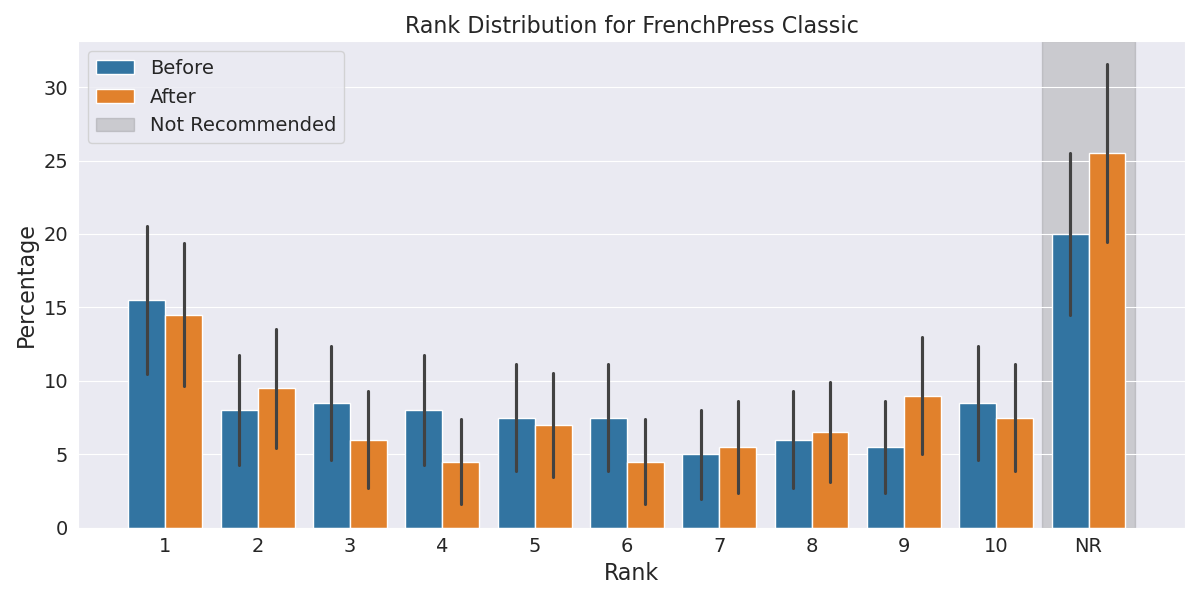 Rank Distribution for FrenchPress Classic
Before
After
Not Recommended
Percentage
30
25
20
15
10
5
0
1 2 3 4 5 6 7 8 9 10 NR
Rank